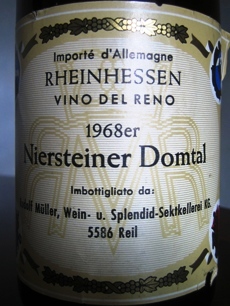 Importé d'Allemagne
RHEINHESSEN
VINO DEL RENO
1968er
Niersteiner Domtal
Imbottigliato da:
Müller, Wein- u. Splendid-Sektkellerei KG.
5586 Reil